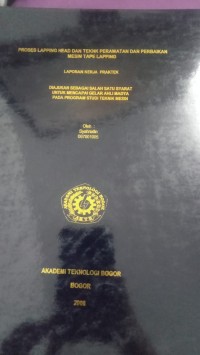 PROSES LAPPING HEAD DAN TEKNIK PERAWATAN DAN PERBAIKAN
MESIN TAPE LAPPING
LAPORAN KERJA PRAKTEK
DIAJUKAN SEBAGAI SALAH SATU SYARAT
UNTUK MENCAPAI GELAR AHLI MADYA
PADA PROGRAM STUDI TEKNIK MESIN
Oleh :
AKADEMI TEKNOLOGI BOGOR
BOGOR